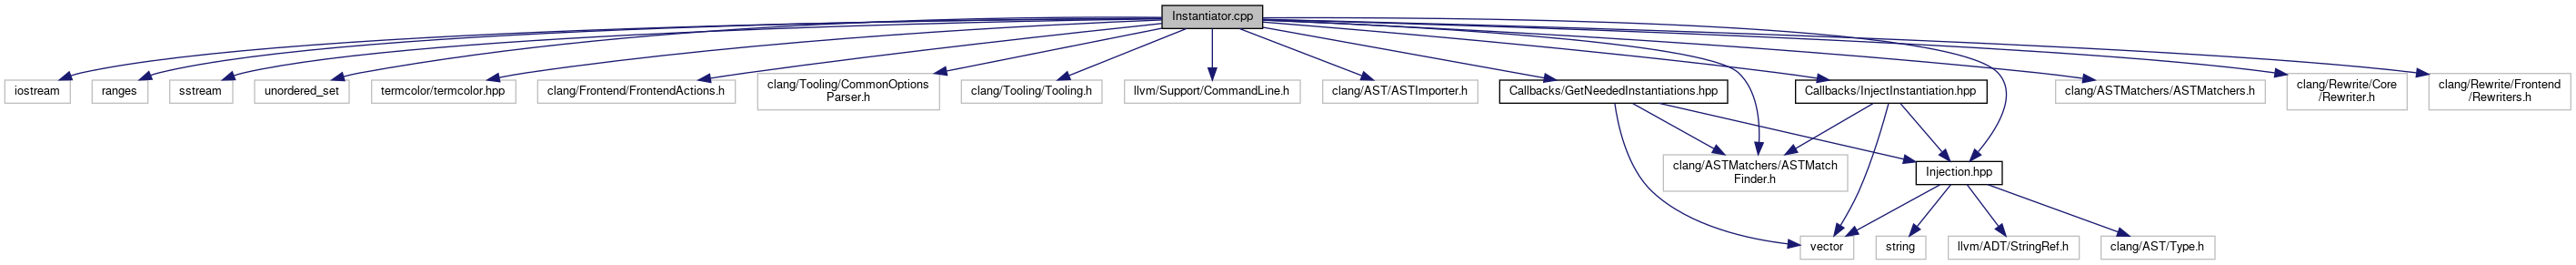 Instantiator.cpp
iostream
ranges
sstream
unordered_set
termcolor/termcolor.hpp
clang/Frontend/FrontendActions.h
clang/Tooling/CommonOptions
Parser.h
clang/Tooling/Tooling.h
llvm/Support/CommandLine.h
clang/AST/ASTImporter.h
Callbacks/GetNeededInstantiations.hpp
Callbacks/InjectInstantiation.hpp
clang/ASTMatchers/ASTMatchers.h
clang/Rewrite/Core
/Rewriter.h
clang/Rewrite/Frontend
/Rewriters.h
clang/ASTMatchers/ASTMatch
Finder.h
Injection.hpp
vector
string
llvm/ADT/StringRef.h
clang/AST/Type.h